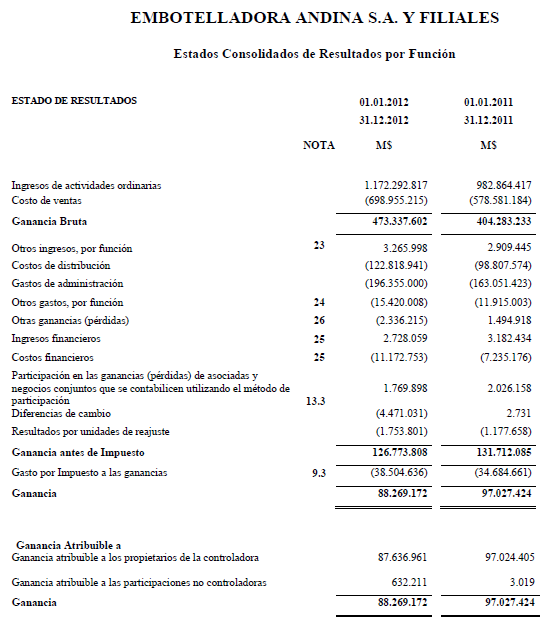 EMBOTELLADORA ANDINA S.A. Y FILIALES
Estados Consolidados de Resultados por Función
ESTADO DE RESULTADOS 01.01.2012 01.01.2011
31.12.2012 31.12.2011
NOTA M$ M$
Ingresos de actividades ordinarias 1.172.292.817 982.864.417
Costo de ventas (698.955.215) (578.581.184)
Ganancia Bruta 473.337.602 404.283.233
Otros ingresos, por función 23 3.265.998 2.909.445
Costos de distribución (122.818.941) (98.807.574)
Gastos de administración (196.355.000) (163.051.423)
Otros gastos, por función 24 (15.420.008) (11.915.003)
Otras ganancias (pérdidas) 26 (2.336.215) 1.494.918
Ingresos financieros 25 2.728.059 3.182.434
Costos financieros 25 (11.172.753) (7.235.176)
Participación en las ganancias (pérdidas) de asociadas y
negocios conjuntos que se contabilicen utilizando el método de 1.769.898 2.026.158
participación 13.3
Diferencias de cambio (4.471.031) 2.731
Resultados por unidades de reajuste (1.753.801) (1.177.658)
Ganancia antes de Impuesto 126.773.808 131.712.085
Gasto por Impuesto a las ganancias 9.3 (38.504.636) (34.684.661)
Ganancia 88.269.172 97.027.424
Ganancia Atribuible a
Ganancia atribuible a los propietarios de la controladora 87.636.961 97.024.405
Ganancia atribuible a las participaciones no controladoras 632.211 3.019
Ganancia 88.269.172 97.027.424